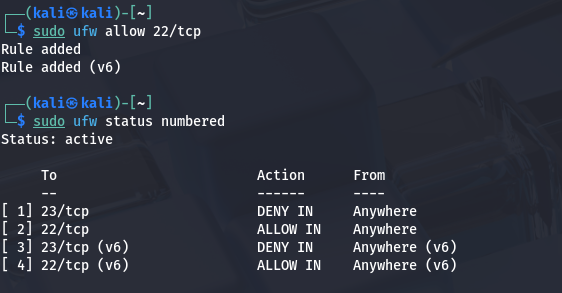 ┌──(kali㉿kali)-[~]
└─$ sudo ufw allow 22/tcp
Rule added
Rule added (v6)
┌──(kali㉿kali)-[~]
└─$ sudo ufw status numbered
Status: active
     To                         Action      From
     --                         ------      ----
[ 1] 23/tcp                     DENY IN     Anywhere
[ 2] 22/tcp                     ALLOW IN    Anywhere
[ 3] 23/tcp (v6)                DENY IN     Anywhere (v6)
[ 4] 22/tcp (v6)                ALLOW IN    Anywhere (v6)